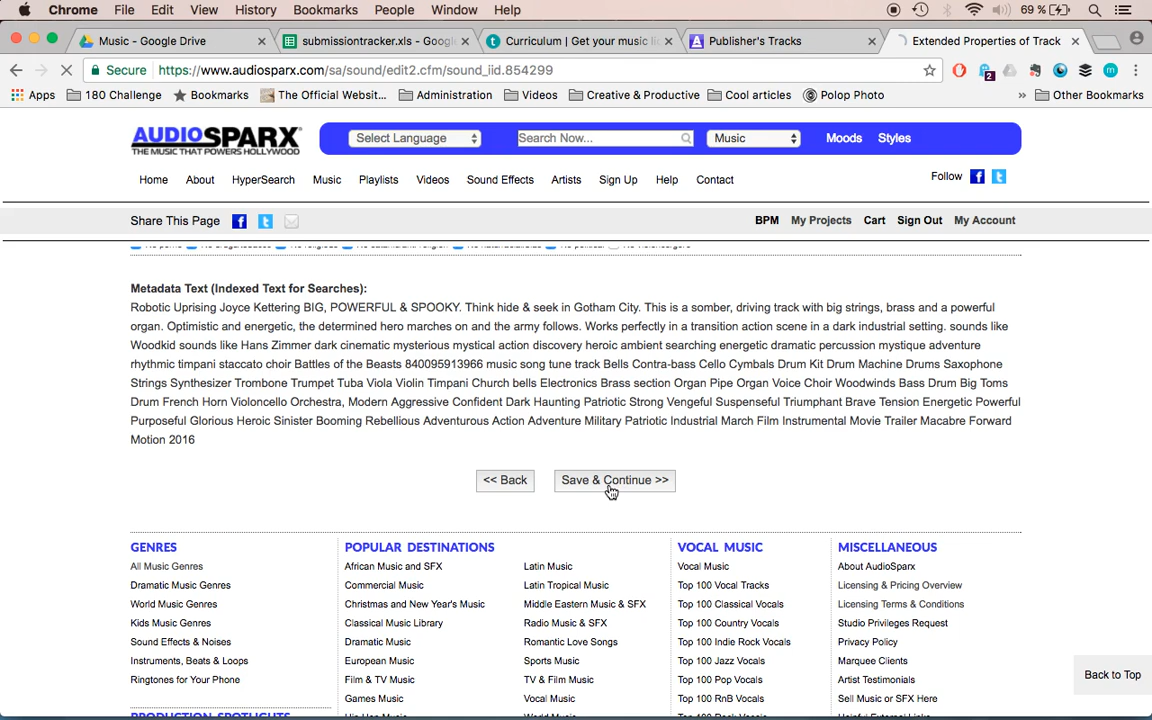 Chrome File Edit View History Bookmarks People Window Help 69 %
Music - Google Drive submissiontracker.xls - Goog Curriculum | Get your music li Publisher's Tracks Extended Properties of Track
Secure https://www.audiosparx.com/sa/sound/edit2.cfm/sound_iid.854299 2
Apps 180 Challenge Bookmarks The Official Websit... Administration Videos Creative & Productive Cool articles Polop Photo » Other Bookmarks
AUDIOSPARX Select Language Search Now... Music Moods Styles
THE MUSIC THAT POWERS HOLLYWOOD
Home About HyperSearch Music Playlists Videos Sound Effects Artists Sign Up Help Contact Follow
Share This Page BPM My Projects Cart Sign Out My Account
Metadata Text (Indexed Text for Searches):
Robotic Uprising Joyce Kettering BIG, POWERFUL & SPOOKY. Think hide & seek in Gotham City. This is a somber, driving track with big strings, brass and a powerful
organ. Optimistic and energetic, the determined hero marches on and the army follows. Works perfectly in a transition action scene in a dark industrial setting. sounds like
Woodkid sounds like Hans Zimmer dark cinematic mysterious mystical action discovery heroic ambient searching energetic dramatic percussion mystique adventure
rhythmic timpani staccato choir Battles of the Beasts 840095913966 music song tune track Bells Contra-bass Cello Cymbals Drum Kit Drum Machine Drums Saxophone
Strings Synthesizer Trombone Trumpet Tuba Viola Violin Timpani Church bells Electronics Brass section Organ Pipe Organ Voice Choir Woodwinds Bass Drum Big Toms
Drum French Horn Violoncello Orchestra, Modern Aggressive Confident Dark Haunting Patriotic Strong Vengeful Suspenseful Triumphant Brave Tension Energetic Powerful
Purposeful Glorious Heroic Sinister Booming Rebellious Adventurous Action Adventure Military Patriotic Industrial March Film Instrumental Movie Trailer Macabre Forward
Motion 2016
<< Back Save & Continue >>
GENRES POPULAR DESTINATIONS VOCAL MUSIC MISCELLANEOUS
All Music Genres African Music and SFX Latin Music Vocal Music About AudioSparx
Dramatic Music Genres Commercial Music Latin Tropical Music Top 100 Vocal Tracks Licensing & Pricing Overview
World Music Genres Christmas and New Year's Music Middle Eastern Music & SFX Top 100 Classical Vocals Licensing Terms & Conditions
Kids Music Genres Classical Music Library Radio Music & SFX Top 100 Country Vocals Studio Privileges Request
Sound Effects & Noises Dramatic Music Romantic Love Songs Top 100 Indie Rock Vocals Privacy Policy
Instruments, Beats & Loops European Music Sports Music Top 100 Jazz Vocals Marquee Clients
Ringtones for Your Phone Film & TV Music TV & Film Music Top 100 Pop Vocals Artist Testimonials
Games Music Vocal Music Top 100 RnB Vocals Sell Music or SFX Here
Back to Top